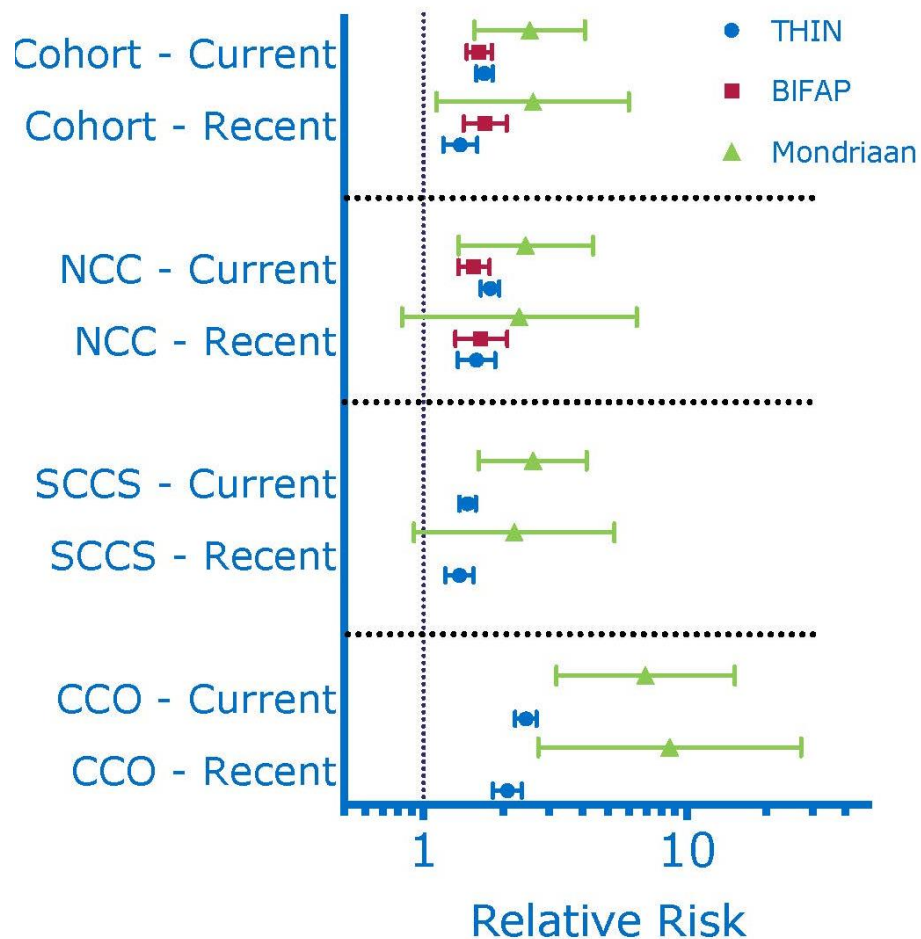 Cohort - Current
Cohort - Recent
NCC - Current
NCC - Recent
SCCS - Current
SCCS - Recent
CCO - Current
CCO - Recent
THIN
BIFAP
Mondriaan
1
10
Relative Risk